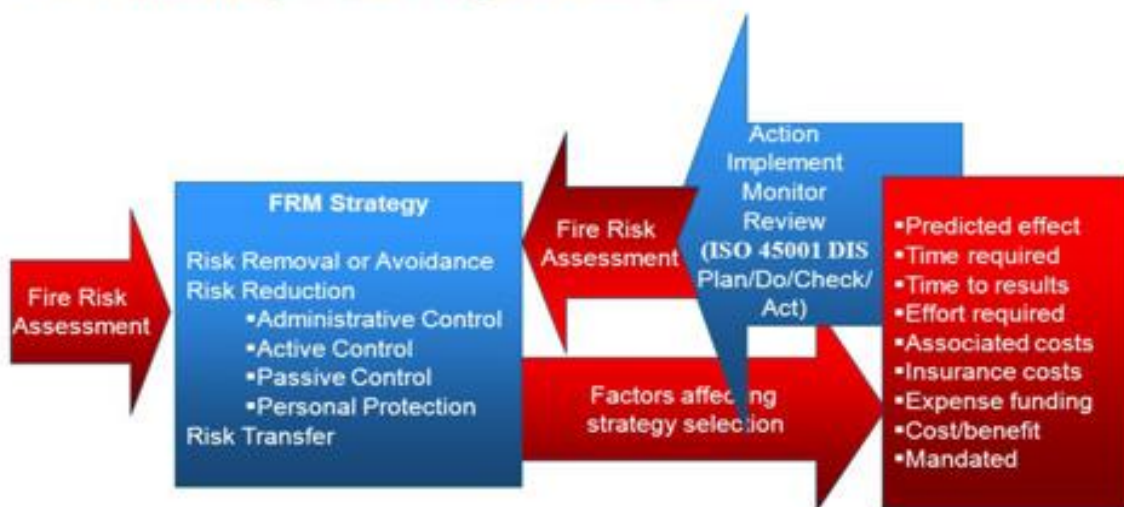 Fire Risk
Assessment
FRM Strategy
Risk Removal or Avoidance
Risk Reduction
▪Administrative Control
▪Active Control
▪Passive Control
▪Personal Protection
Risk Transfer
Fire Risk
Assessment
Action
Implement
Monitor
Review
(ISO 45001 DIS
Plan/Do/Check/
Act)
Factors affecting
strategy selection
▪Predicted effect
▪Time required
▪Time to results
▪Effort required
▪Associated costs
▪Insurance costs
▪Expense funding
▪Cost/benefit
▪Mandated